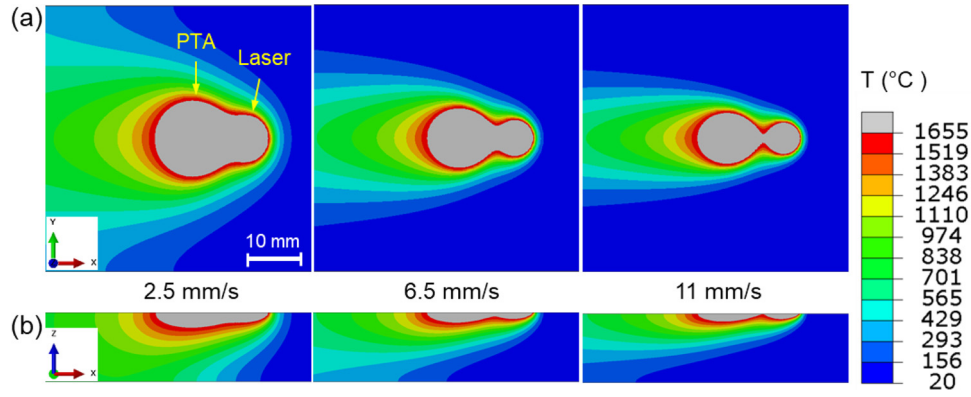 (a)
PTA
Laser
Y
X
10 mm
2.5 mm/s
6.5 mm/s
11 mm/s
(b)
Z
X
T (°C )
1655
1519
1383
1246
1110
974
838
701
565
429
293
156
20